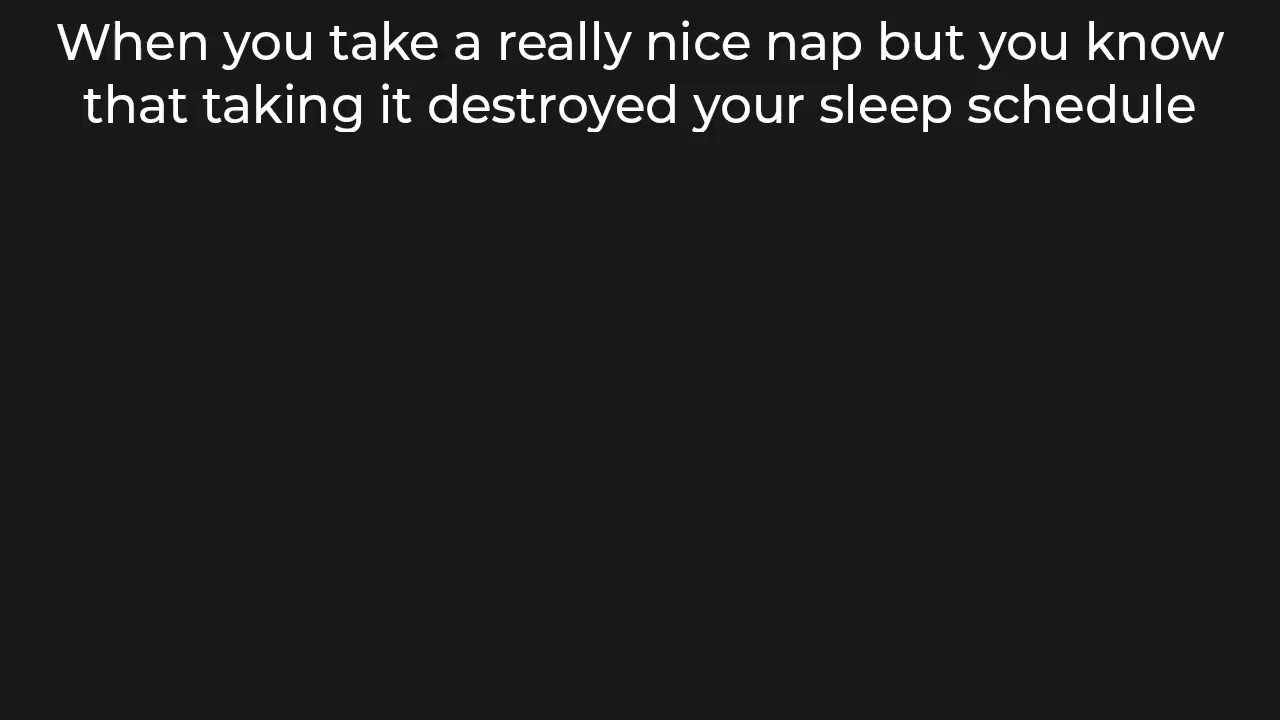 When you take a really nice nap but you know
that taking it destroyed your sleep schedule